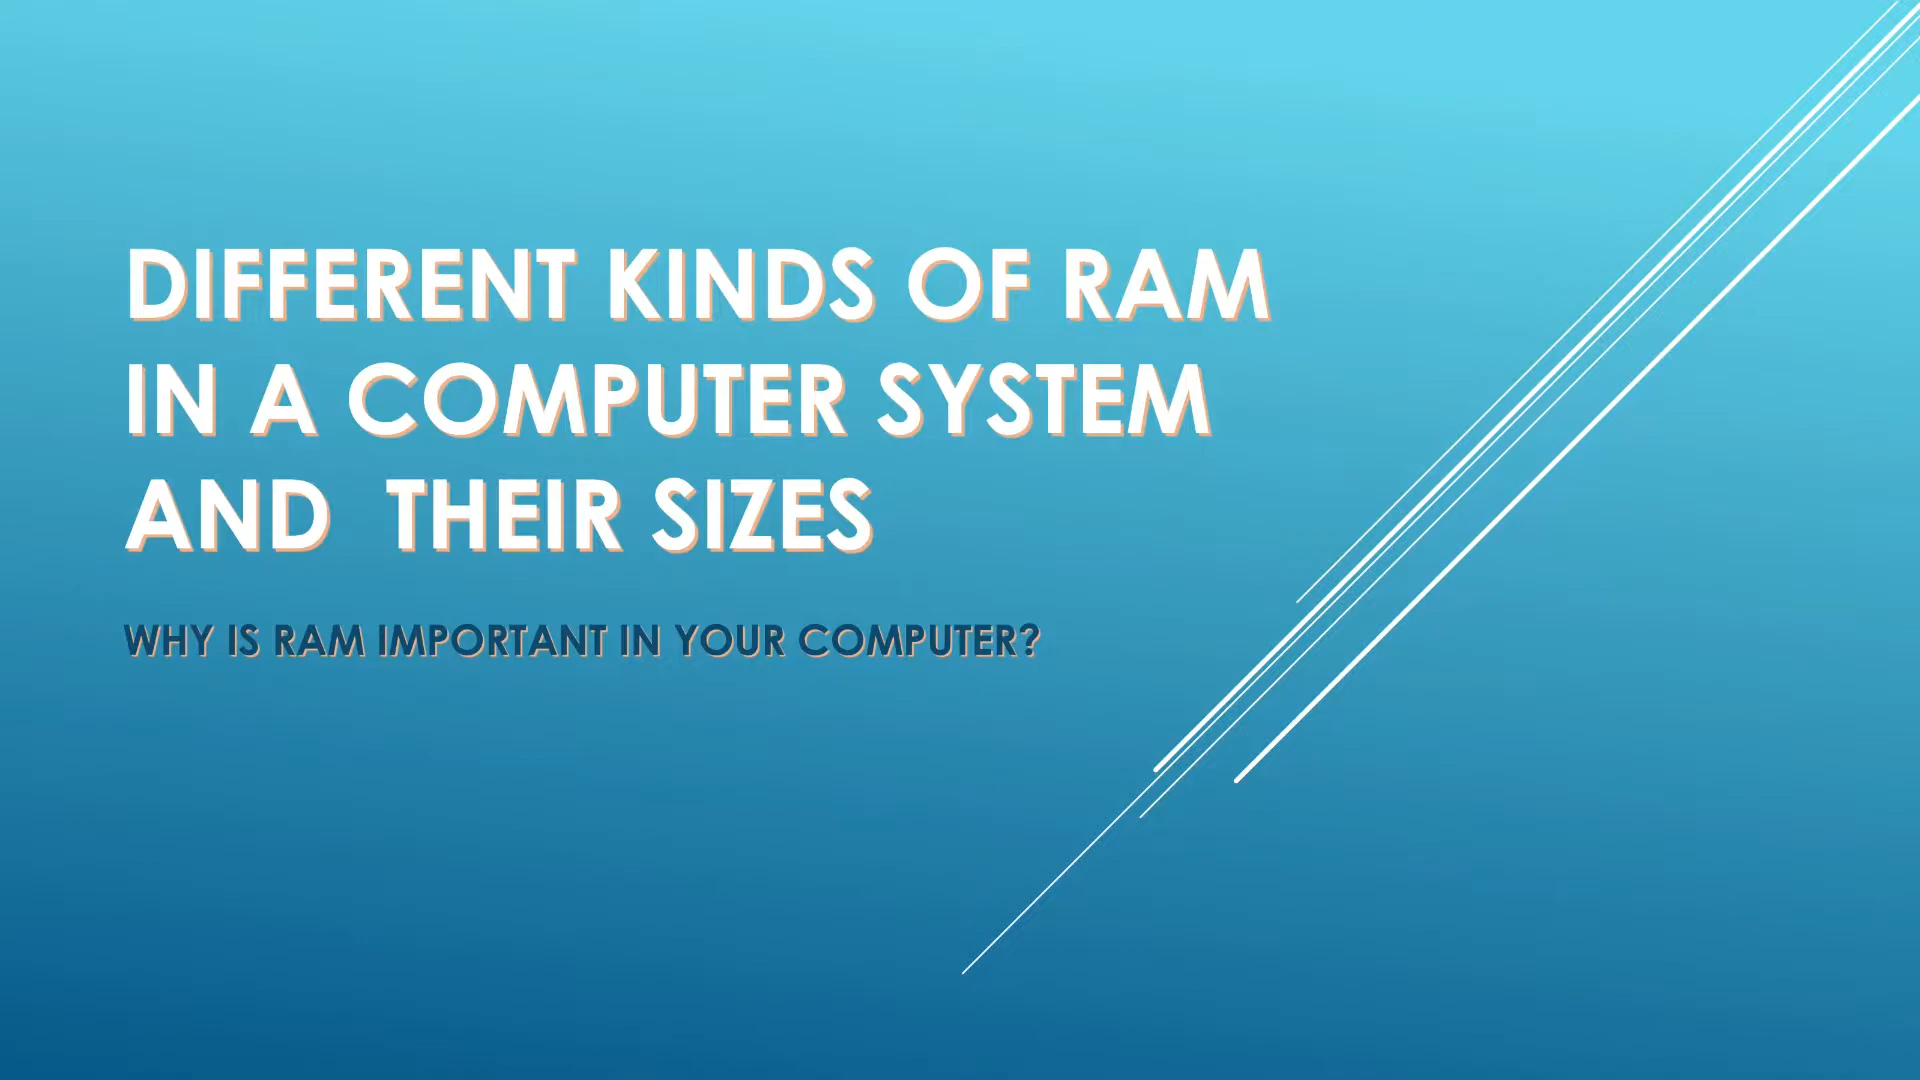 DIFFERENT KINDS OF RAM
IN A COMPUTER SYSTEM
AND  THEIR SIZES
WHY IS RAM IMPORTANT IN YOUR COMPUTER?